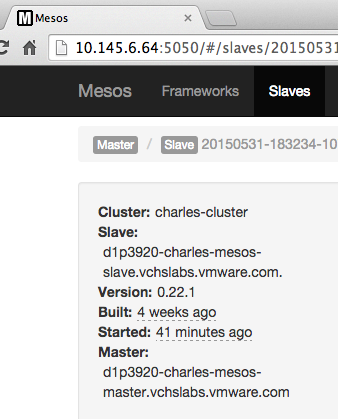 Mesos
10.145.6.64:5050/#/slaves/20150531
Mesos Frameworks Slaves
Master / Slave 20150531-183234-10
Cluster: charles-cluster
Slave:
d1p3920-charles-mesos-
slave.vchslabs.vmware.com.
Version: 0.22.1
Built: 4 weeks ago
Started: 41 minutes ago
Master:
d1p3920-charles-mesos-
master.vchslabs.vmware.com